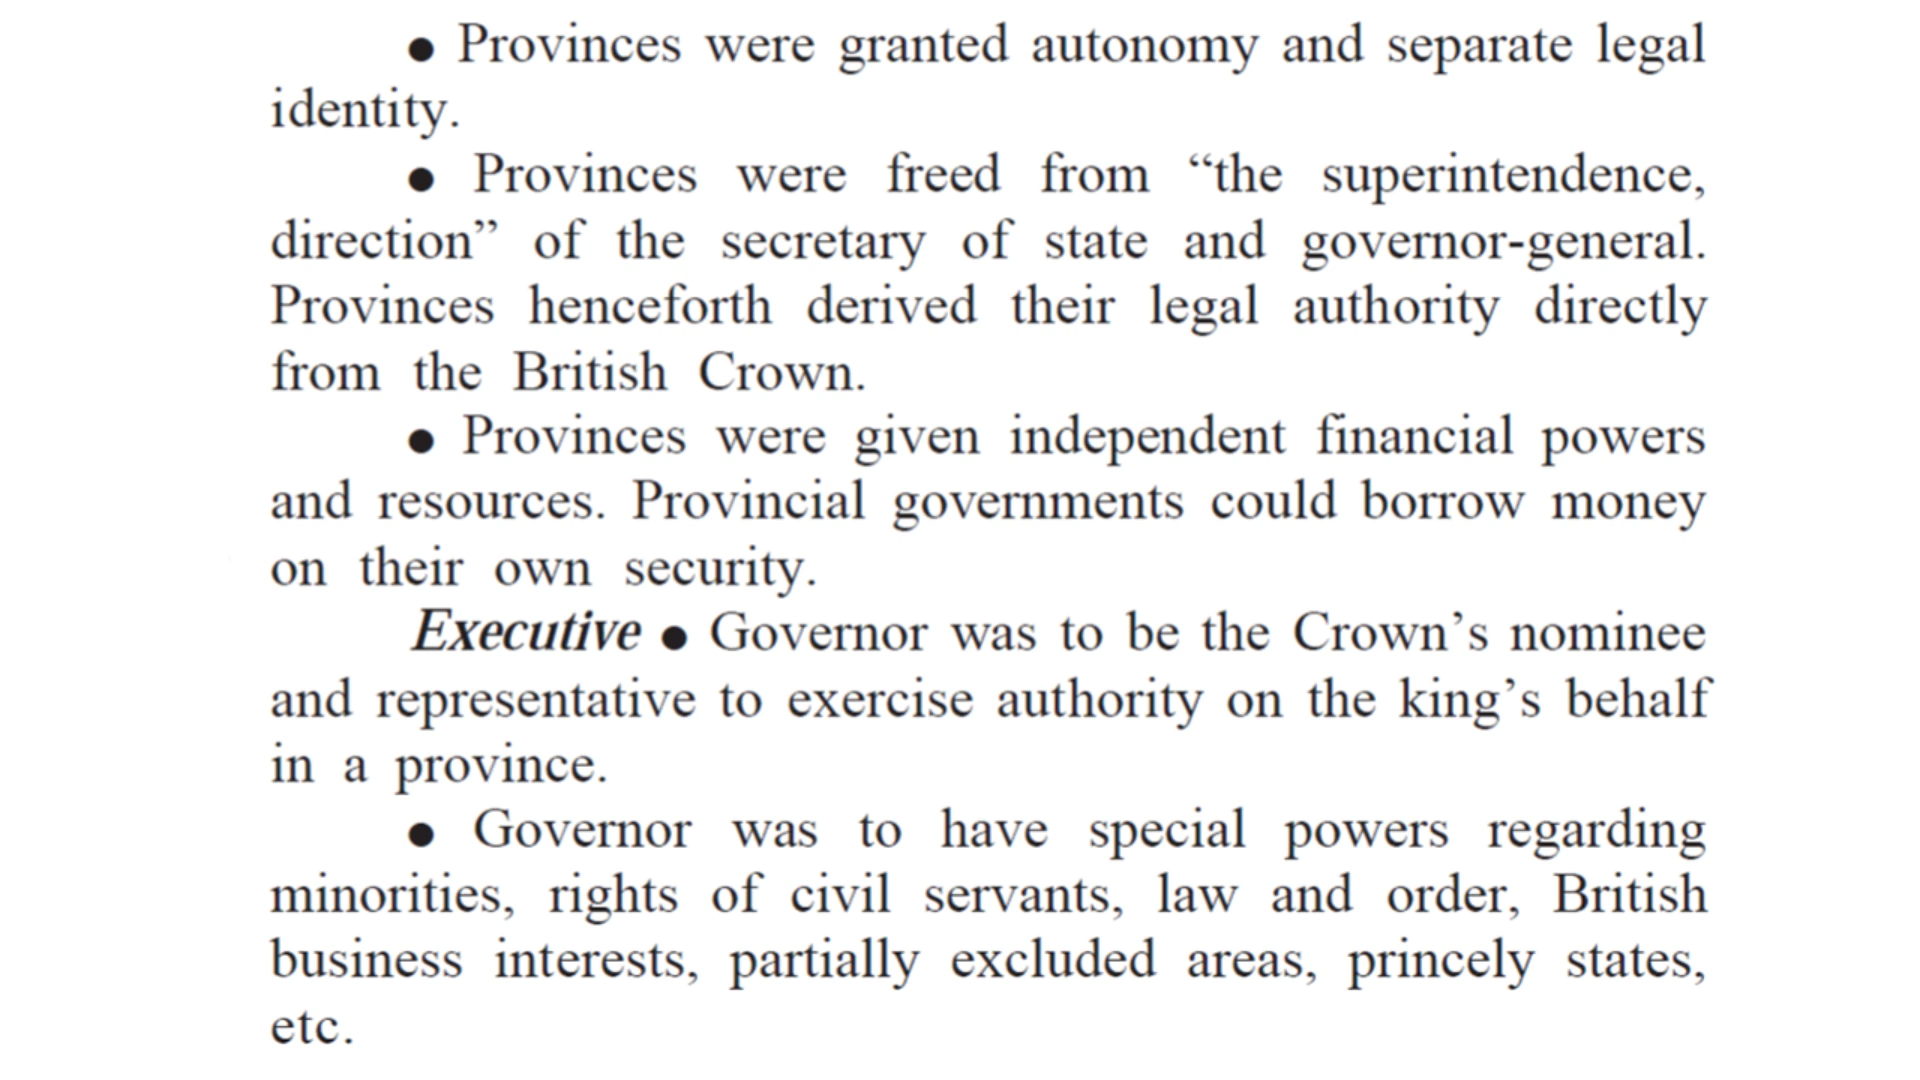 ● Provinces were granted autonomy and separate legal
identity.
● Provinces were freed from “the superintendence,
direction” of the secretary of state and governor-general.
Provinces henceforth derived their legal authority directly
from the British Crown.
● Provinces were given independent financial powers
and resources. Provincial governments could borrow money
on their own security.
Executive ● Governor was to be the Crown’s nominee
and representative to exercise authority on the king’s behalf
in a province.
● Governor was to have special powers regarding
minorities, rights of civil servants, law and order, British
business interests, partially excluded areas, princely states,
etc.